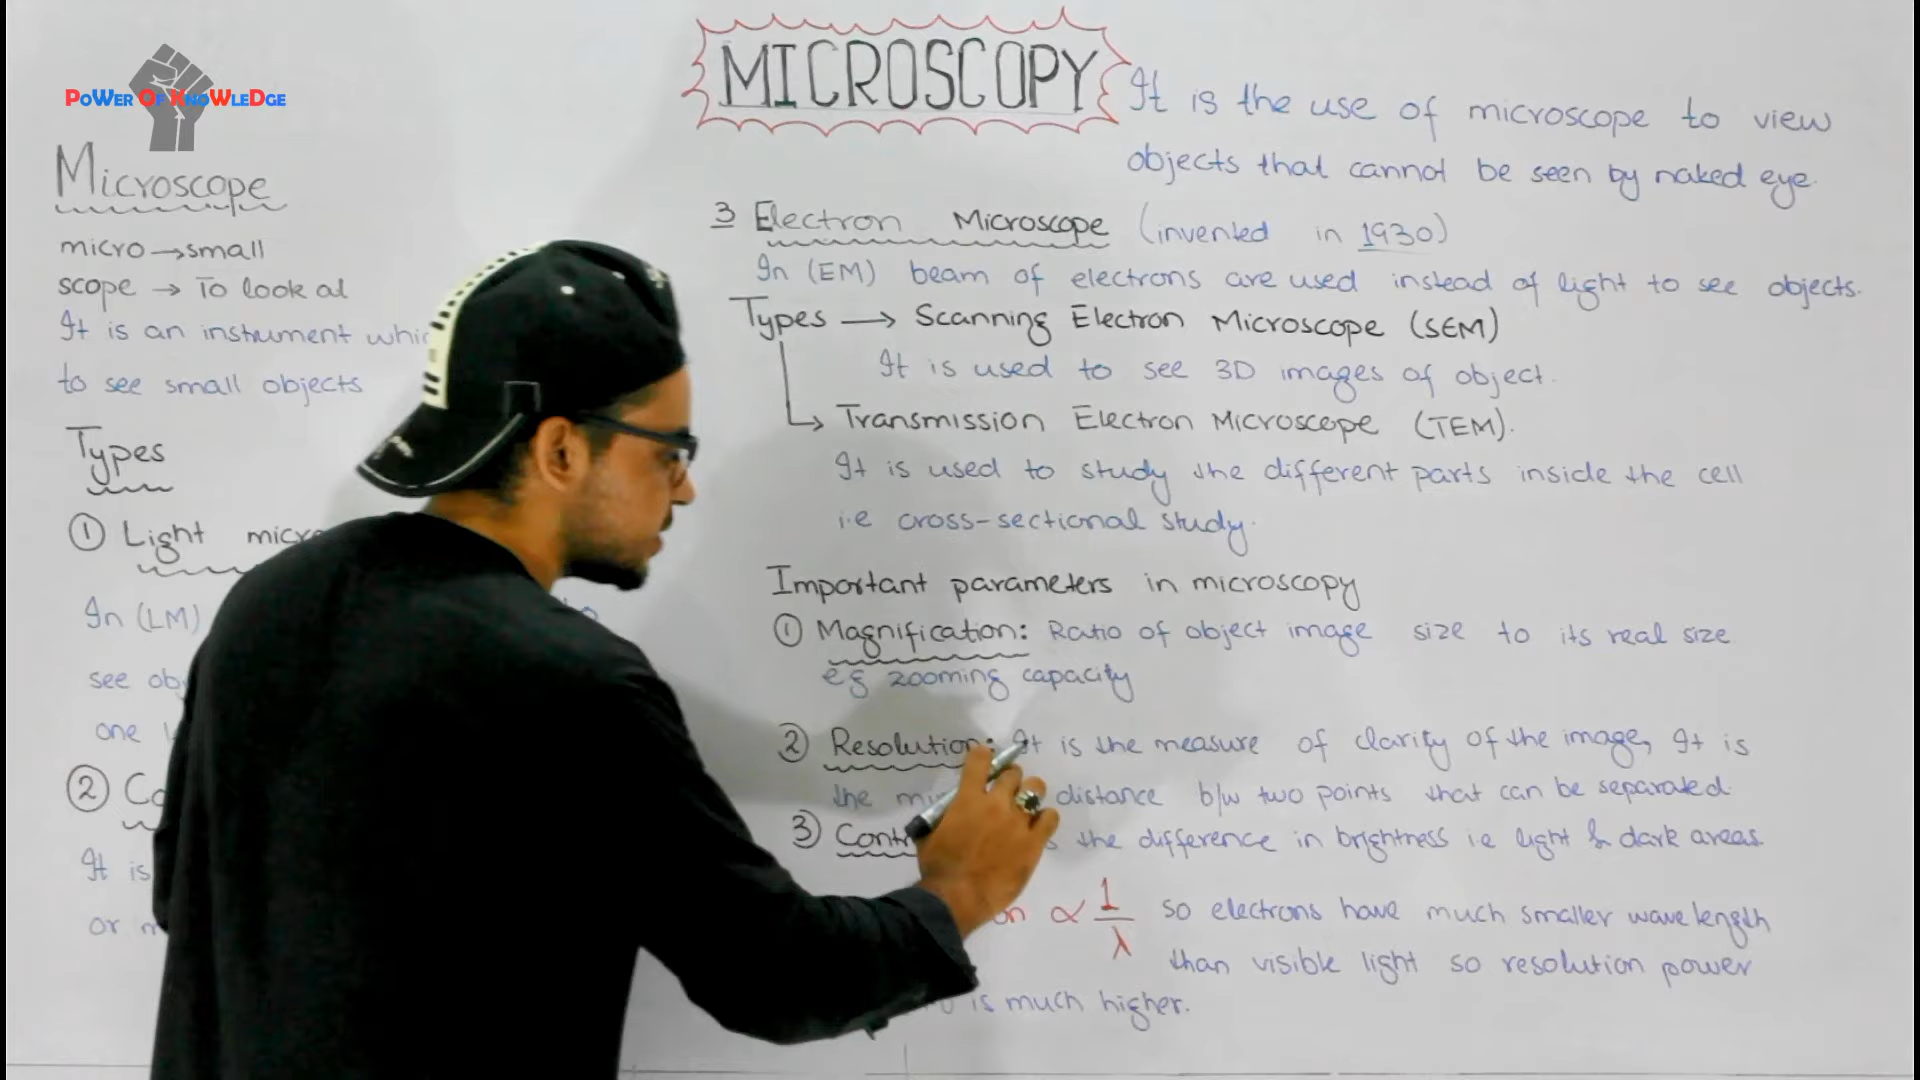 PoWer Of KnoWleDge
MICROSCOPY
It is the use of microscope to view
objects that cannot be seen by naked eye.
Microscope
micro → small
scope → To look at
It is an instrument
to see small objects
Types
① Light
In (LM)
see
one
②
It is
or
3 Electron Microscope (invented in 1930)
In (EM) beam of electrons are used instead of light to see objects.
Types → Scanning Electron Microscope (SEM)
It is used to see 3D images of object.
→ Transmission Electron Microscope (TEM).
It is used to study the different parts inside the cell
i.e cross-sectional study.
Important parameters in microscopy
① Magnification: Ratio of object image size to its real size
eg zooming capacity
② Resolution: It is the measure of clarity of the image, It is
the distance b/w two points that can be separated.
3) the difference in brightness i.e light & dark areas.
∝ 1/λ so electrons have much smaller wavelength
than visible light so resolution power
is much higher.